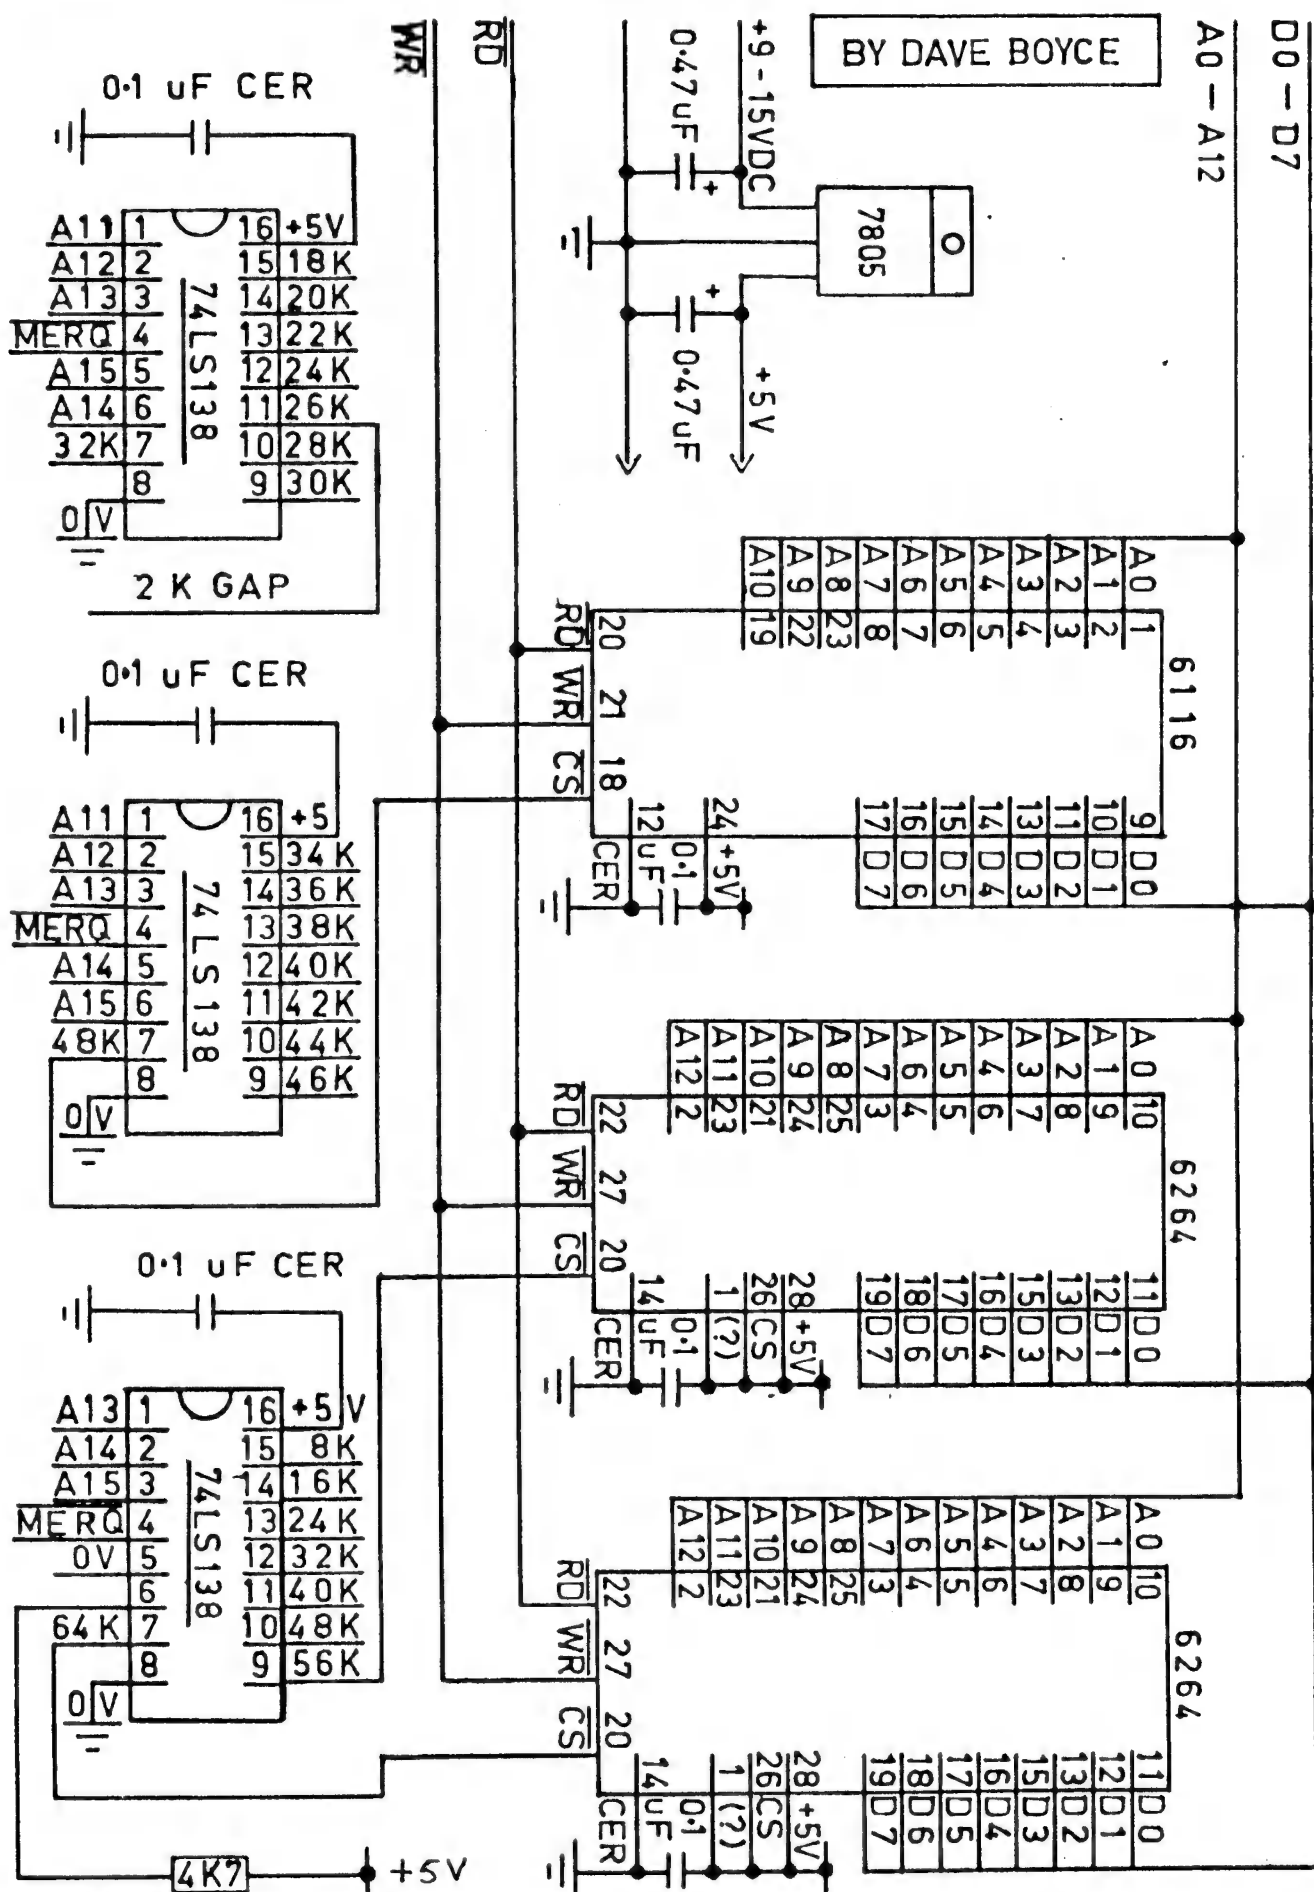 BY DAVE BOYCE
D0-D7
A0-A12
RD
WR
+9-15VDC
0.47uF
+
7805
+
0.47uF
+5V
0.1 uF CER
A11 1 16 +5V
A12 2 15 18K
A13 3 14 20K
MERQ 4 13 22K
A15 5 12 24K
A14 6 11 26K
32K 7 10 28K
8 9 30K
74LS138
0V
2 K GAP
0.1 uF CER
A11 1 16 +5
A12 2 15 34K
A13 3 14 36K
MERQ 4 13 38K
A14 5 12 40K
A15 6 11 42K
48K 7 10 44K
8 9 46K
74LS138
0V
0.1 uF CER
A13 1 16 +5V
A14 2 15 8K
A15 3 14 16K
MERQ 4 13 24K
0V 5 12 32K
6 11 40K
64K 7 10 48K
8 9 56K
74LS138
0V
4K7
+5V
6116
A0 1
A1 2
A2 3
A3 4
A4 5
A5 6
A6 7
A7 8
A8 23
A9 22
A10 19
RD 20
WR 21
CS 18
9 D0
10 D1
11 D2
13 D3
14 D4
15 D5
16 D6
17 D7
24 +5V
0.1
12 uF
CER
6264
A0 10
A1 9
A2 8
A3 7
A4 6
A5 5
A6 4
A7 3
A8 25
A9 24
A10 21
A11 23
A12 2
RD 22
WR 27
CS 20
11 D0
12 D1
13 D2
15 D3
16 D4
17 D5
18 D6
19 D7
28 +5V
26 CS
1 (?)
0.1
14 uF
CER
6264
A0 10
A1 9
A2 8
A3 7
A4 6
A5 5
A6 4
A7 3
A8 25
A9 24
A10 21
A11 23
A12 2
RD 22
WR 27
CS 20
11 D0
12 D1
13 D2
15 D3
16 D4
17 D5
18 D6
19 D7
28 +5V
26 CS
1 (?)
0.1
14 uF
CER